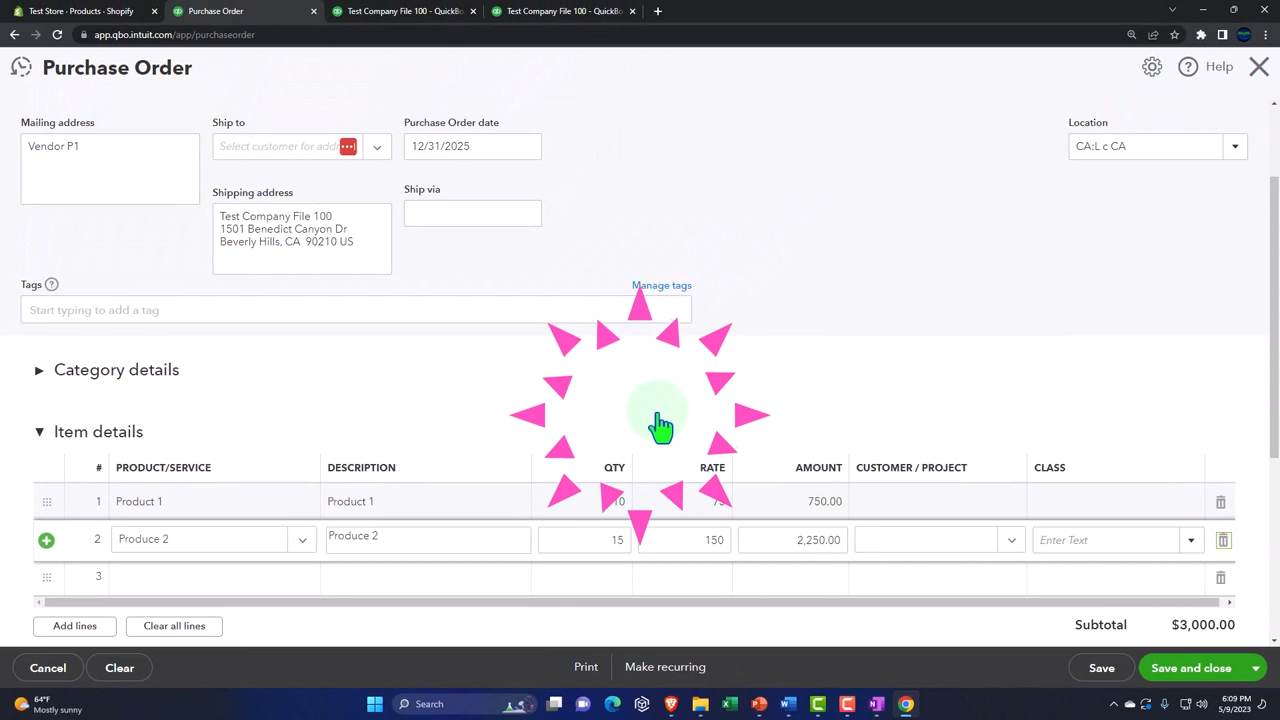 Test Store - Posts - Shopify
Purchase Order
Test Company File 100 - QuickBo
Test Company File 100 - QuickBo
app.qbo.intuit.com/app/purchaseorder
Purchase Order
Help
Mailing address
Ship to
Purchase Order date
Location
Vendor P1
Select customer for addr
12/31/2025
CA:L c CA
Shipping address
Ship via
Test Company File 100
1501 Benedict Canyon Dr
Beverly Hills, CA 90210 US
Tags
Manage tags
Start typing to add a tag
Category details
Item details
# PRODUCT/SERVICE DESCRIPTION QTY RATE AMOUNT CUSTOMER / PROJECT CLASS
1 Product 1 Product 1 10 750.00
2 Produce 2 Produce 2 15 150 2,250.00 Enter Text
3
Add lines Clear all lines Subtotal $3,000.00
Cancel Clear Print Make recurring Save Save and close
64°F
Mostly sunny
Search
6:09 PM
5/9/2023